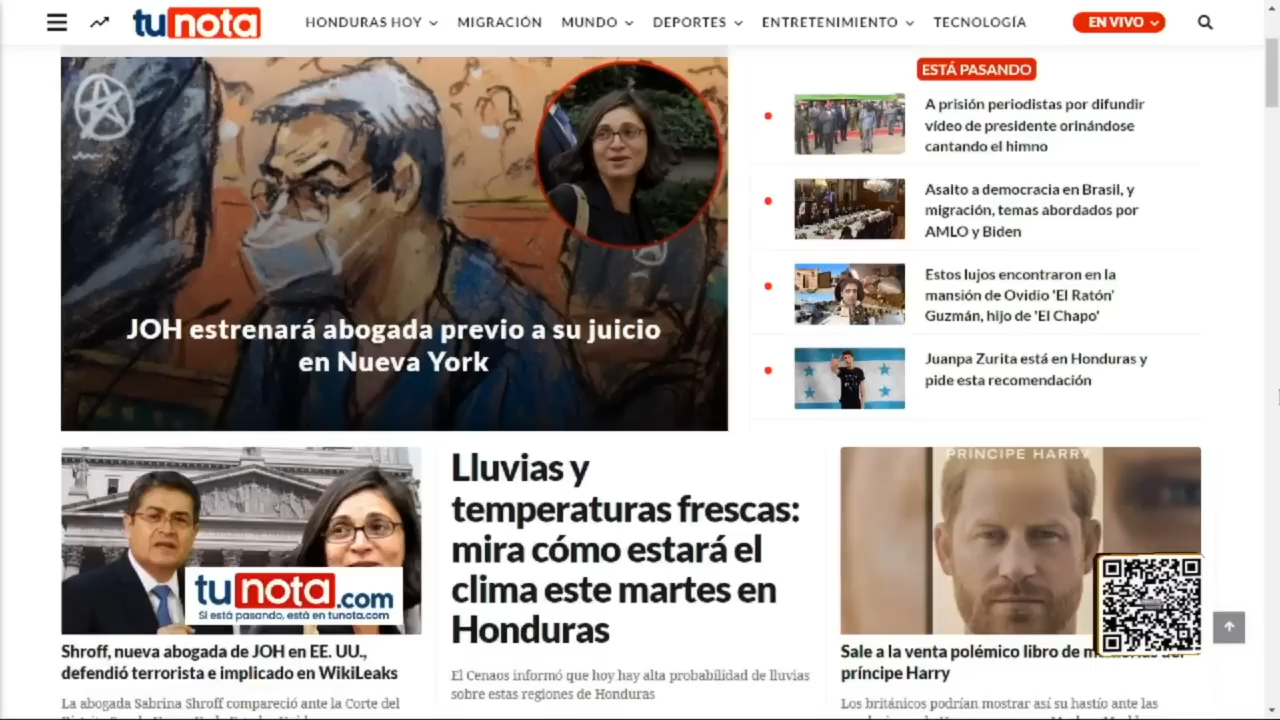 tunota
HONDURAS HOY
MIGRACIÓN
MUNDO
DEPORTES
ENTRETENIMIENTO
TECNOLOGÍA
EN VIVO
JOH estrenará abogada previo a su juicio
en Nueva York
ESTÁ PASANDO
A prisión periodistas por difundir
vídeo de presidente orinándose
cantando el himno
Asalto a democracia en Brasil, y
migración, temas abordados por
AMLO y Biden
Estos lujos encontraron en la
mansión de Ovidio 'El Ratón'
Guzmán, hijo de 'El Chapo'
Juanpa Zurita está en Honduras y
pide esta recomendación
tunota.com
Si está pasando, está en tunota.com
Shroff, nueva abogada de JOH en EE. UU.,
defendió terrorista e implicado en WikiLeaks
La abogada Sabrina Shroff compareció ante la Corte del
Lluvias y
temperaturas frescas:
mira cómo estará el
clima este martes en
Honduras
El Cenaos informó que hoy hay alta probabilidad de lluvias
sobre estas regiones de Honduras
PRÍNCIPE HARRY
Sale a la venta polémico libro de
príncipe Harry
Los británicos podrían mostrar así su hastío ante las